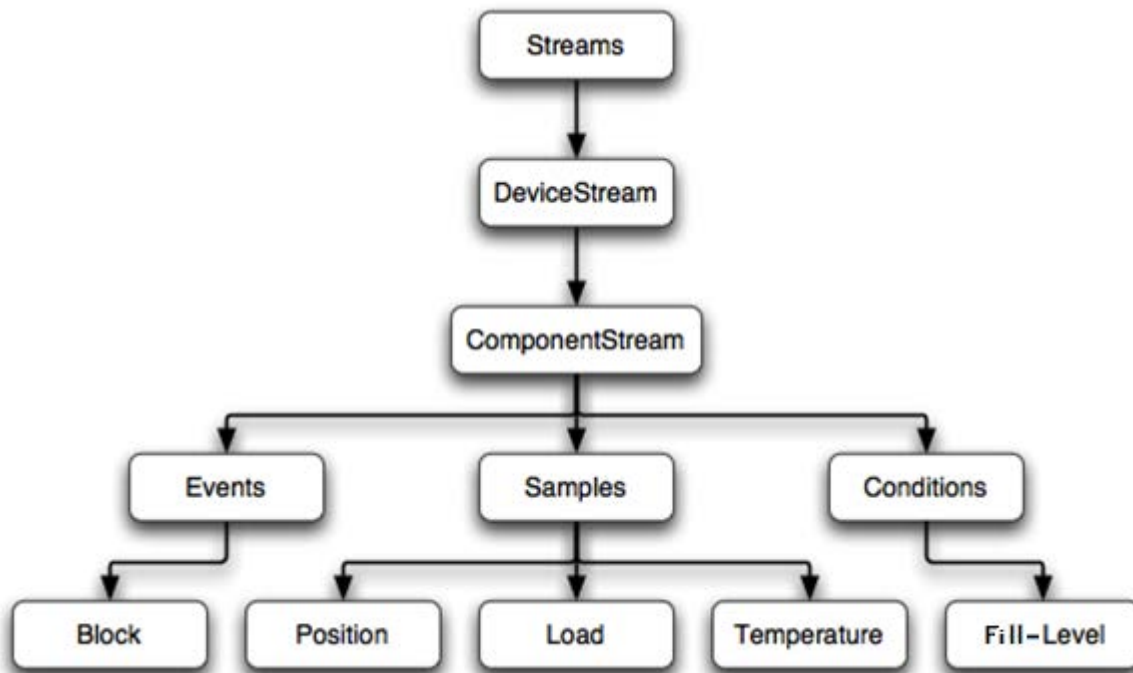 Streams
DeviceStream
ComponentStream
Events
Samples
Conditions
Block
Position
Load
Temperature
Fill-Level